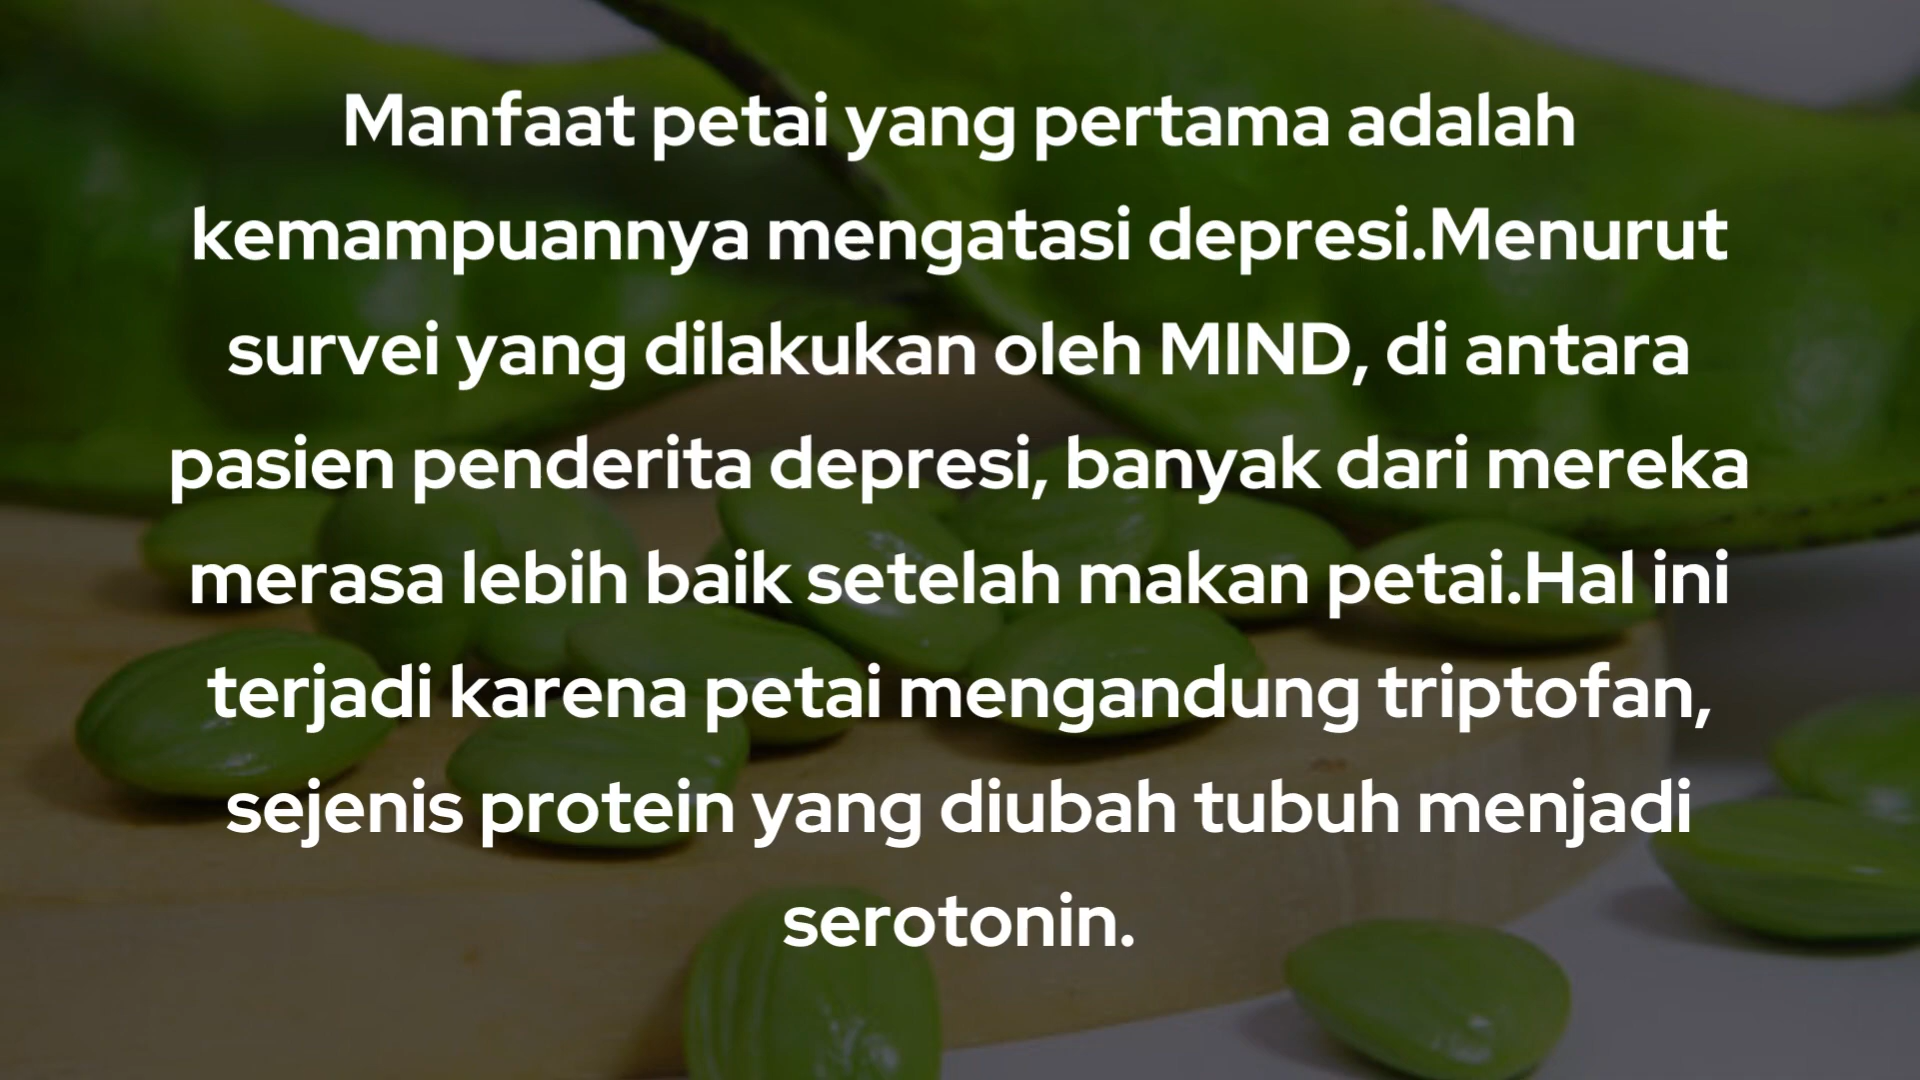 Manfaat petai yang pertama adalah
kemampuannya mengatasi depresi.Menurut
survei yang dilakukan oleh MIND, di antara
pasien penderita depresi, banyak dari mereka
merasa lebih baik setelah makan petai.Hal ini
terjadi karena petai mengandung triptofan,
sejenis protein yang diubah tubuh menjadi
serotonin.